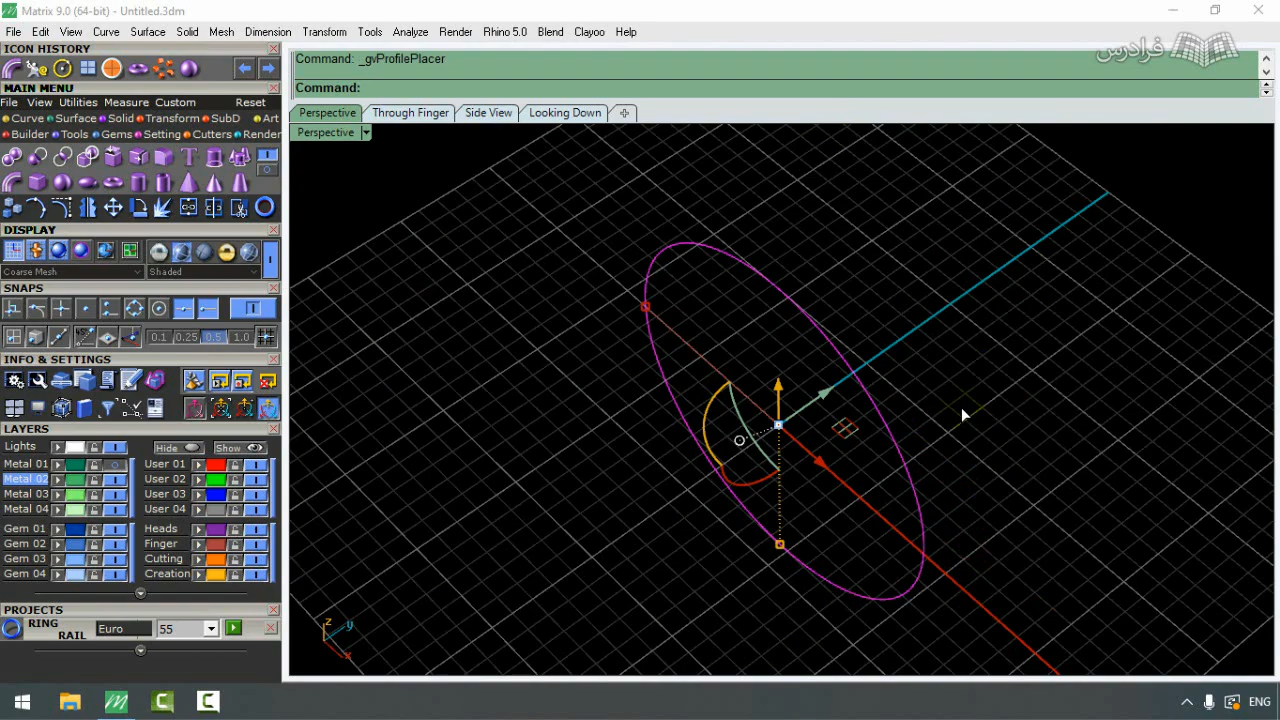 Matrix 9.0 (64-bit) - Untitled.3dm
File Edit View Curve Surface Solid Mesh Dimension Transform Tools Analyze Render Rhino 5.0 Blend Clayoo Help
فرادرس
ICON HISTORY
Command: _gvProfilePlacer
Command:
MAIN MENU
File View Utilities Measure Custom Reset
Curve Surface Solid Transform SubD Art
Builder Tools Gems Setting Cutters Render
Perspective Through Finger Side View Looking Down
Perspective
DISPLAY
Coarse Mesh Shaded
SNAPS
0.1 0.25 0.5 1.0
INFO & SETTINGS
LAYERS
Lights Hide Show
Metal 01 User 01
Metal 02 User 02
Metal 03 User 03
Metal 04 User 04
Gem 01 Heads
Gem 02 Finger
Gem 03 Cutting
Gem 04 Creation
PROJECTS
RING RAIL Euro 55
z y x
ENG